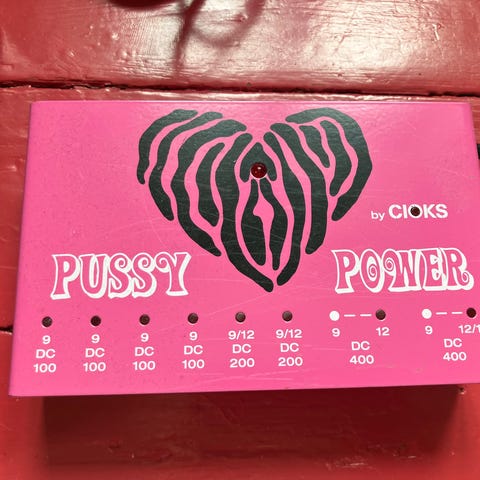 by CIOKS
PUSSY POWER
9 9 9 9 9/12 9/12 9 -- 12 9 --
DC DC DC DC DC DC DC DC
100 100 100 100 200 200 400 400